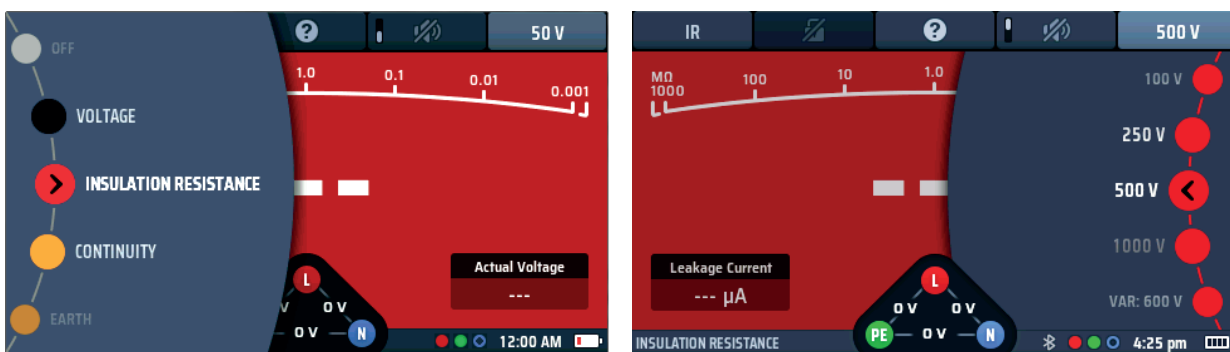 OFF
VOLTAGE
INSULATION RESISTANCE
CONTINUITY
EARTH
?
50 V
1.0 0.1 0.01 0.001
Actual Voltage
---
L
V 0 V
0 V N
12:00 AM
IR ? 500 V
MΩ
1000 100 10 1.0
100 V
250 V
500 V
1000 V
VAR: 600 V
Leakage Current
--- µA
L
0 V 0 V
PE 0 V N
INSULATION RESISTANCE
4:25 pm